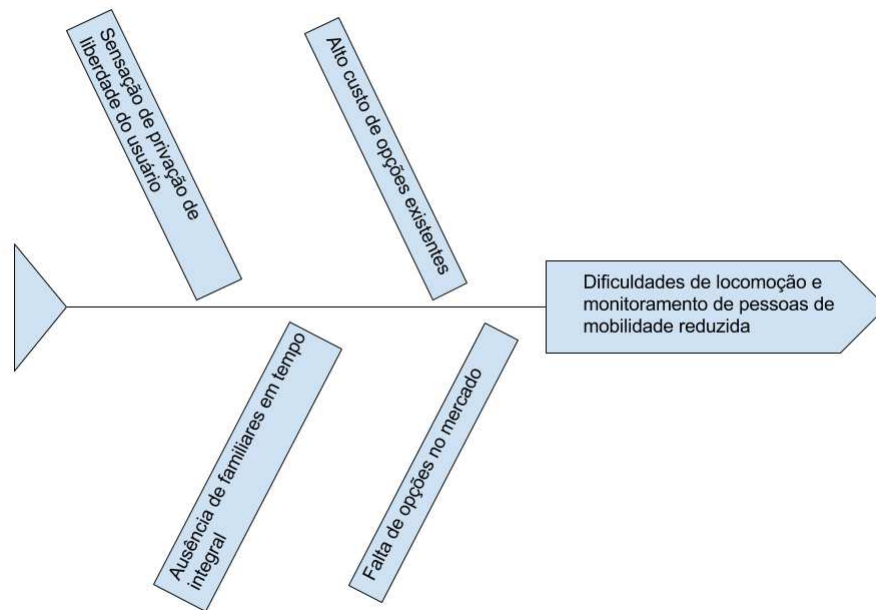 Sensação de privação de
liberdade do usuário
Alto custo de opções existentes
Dificuldades de locomoção e
monitoramento de pessoas de
mobilidade reduzida
Ausência de familiares em tempo
integral
Falta de opções no mercado